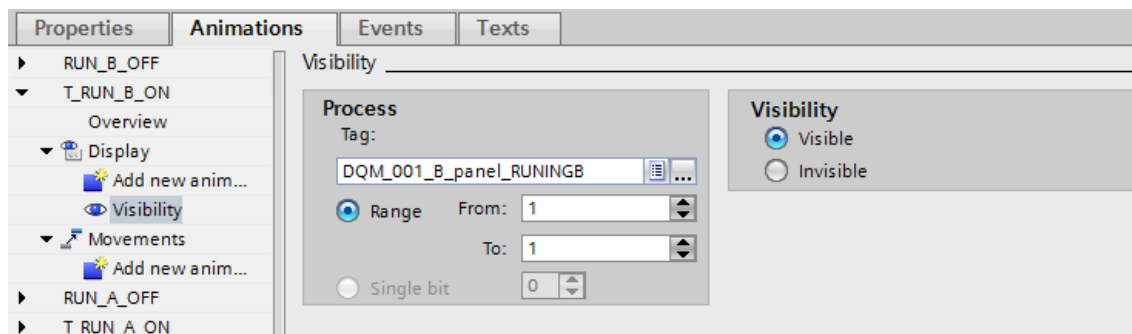 Properties Animations Events Texts
RUN_B_OFF
T_RUN_B_ON
Overview
Display
Add new anim...
Visibility
Movements
Add new anim...
RUN_A_OFF
T_RUN_A_ON
Visibility
Process
Tag:
DQM_001_B_panel_RUNINGB
...
Range From: 1
To: 1
Single bit 0
Visibility
Visible
Invisible